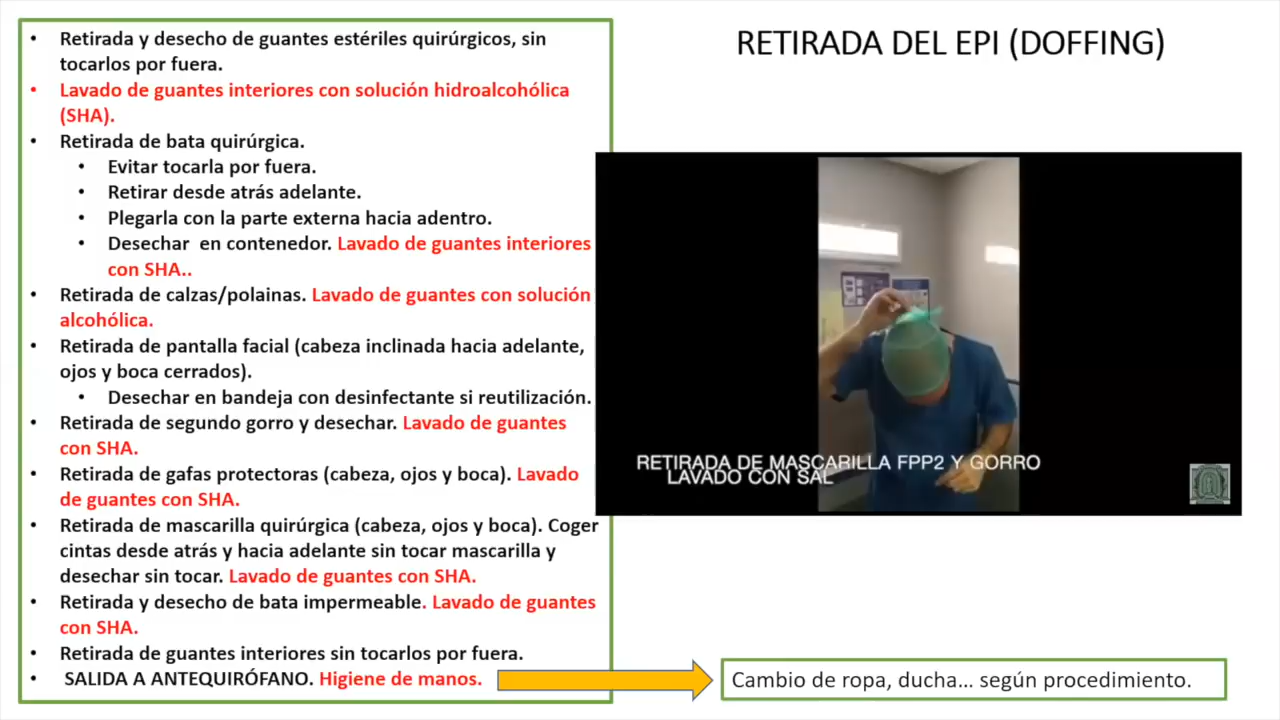 RETIRADA DEL EPI (DOFFING)
• Retirada y desecho de guantes estériles quirúrgicos, sin
tocarlos por fuera.
• Lavado de guantes interiores con solución hidroalcohólica
(SHA).
• Retirada de bata quirúrgica.
• Evitar tocarla por fuera.
• Retirar desde atrás adelante.
• Plegarla con la parte externa hacia adentro.
• Desechar en contenedor. Lavado de guantes interiores
con SHA..
• Retirada de calzas/polainas. Lavado de guantes con solución
alcohólica.
• Retirada de pantalla facial (cabeza inclinada hacia adelante,
ojos y boca cerrados).
• Desechar en bandeja con desinfectante si reutilización.
• Retirada de segundo gorro y desechar. Lavado de guantes
con SHA.
• Retirada de gafas protectoras (cabeza, ojos y boca). Lavado
de guantes con SHA.
• Retirada de mascarilla quirúrgica (cabeza, ojos y boca). Coger
cintas desde atrás y hacia adelante sin tocar mascarilla y
desechar sin tocar. Lavado de guantes con SHA.
• Retirada y desecho de bata impermeable. Lavado de guantes
con SHA.
• Retirada de guantes interiores sin tocarlos por fuera.
• SALIDA A ANTEQUIRÓFANO. Higiene de manos.
RETIRADA DE MASCARILLA FPP2 Y GORRO
LAVADO CON SAL
Cambio de ropa, ducha... según procedimiento.